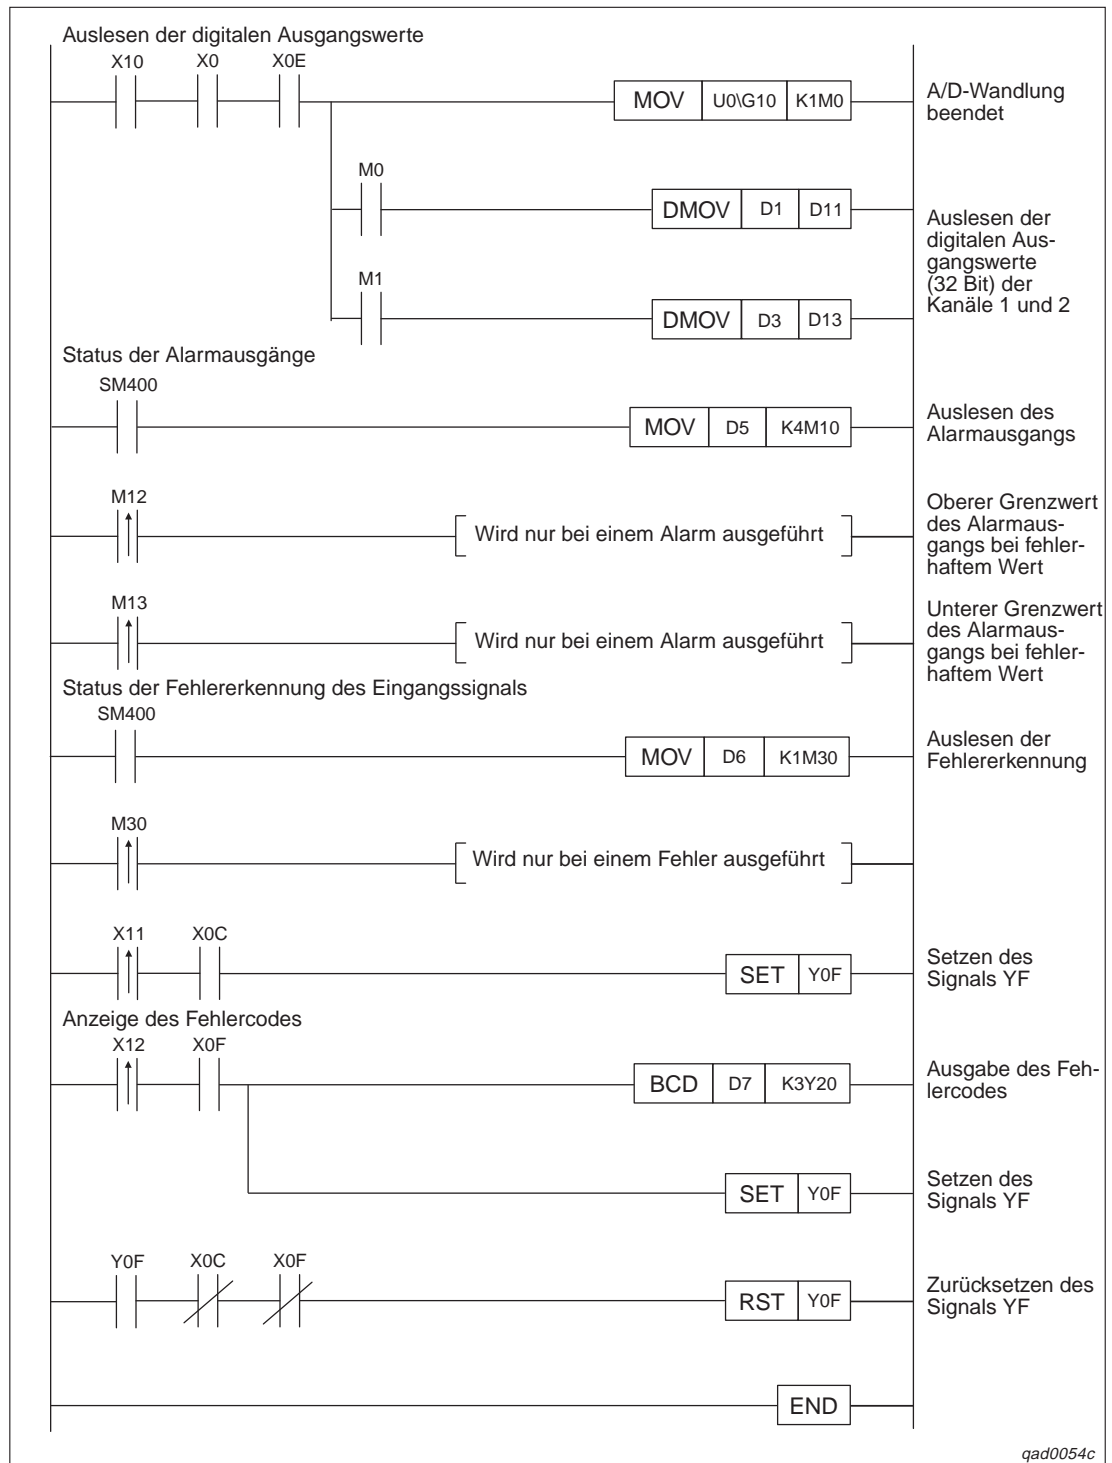 Auslesen der digitalen Ausgangswerte
X10 X0 X0E
MOV U0\G10 K1M0
A/D-Wandlung
beendet
M0
DMOV D1 D11
Auslesen der
digitalen Aus-
gangswerte
(32 Bit) der
Kanäle 1 und 2
M1
DMOV D3 D13
Status der Alarmausgänge
SM400
MOV D5 K4M10
Auslesen des
Alarmausgangs
M12
Wird nur bei einem Alarm ausgeführt
Oberer Grenzwert
des Alarmaus-
gangs bei fehler-
haftem Wert
M13
Wird nur bei einem Alarm ausgeführt
Unterer Grenzwert
des Alarmaus-
gangs bei fehler-
haftem Wert
Status der Fehlererkennung des Eingangssignals
SM400
MOV D6 K1M30
Auslesen der
Fehlererkennung
M30
Wird nur bei einem Fehler ausgeführt
X11 X0C
SET Y0F
Setzen des
Signals YF
Anzeige des Fehlercodes
X12 X0F
BCD D7 K3Y20
Ausgabe des Feh-
lercodes
SET Y0F
Setzen des
Signals YF
Y0F X0C X0F
RST Y0F
Zurücksetzen des
Signals YF
END
qad0054c